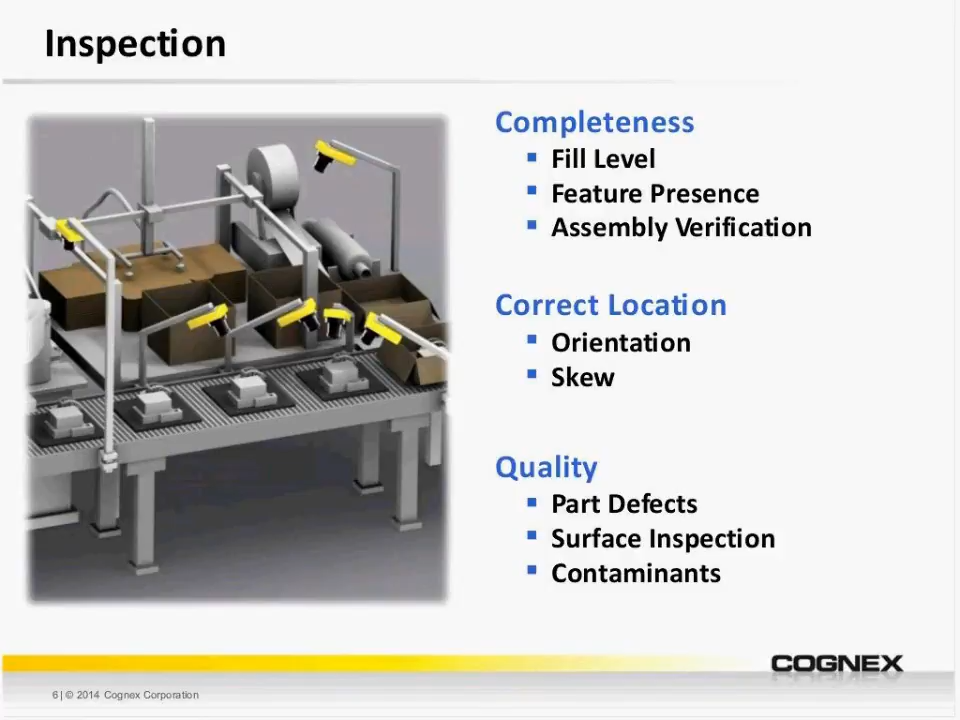 Inspection
Completeness
▪ Fill Level
▪ Feature Presence
▪ Assembly Verification
Correct Location
▪ Orientation
▪ Skew
Quality
▪ Part Defects
▪ Surface Inspection
▪ Contaminants
COGNEX
6 | © 2014 Cognex Corporation